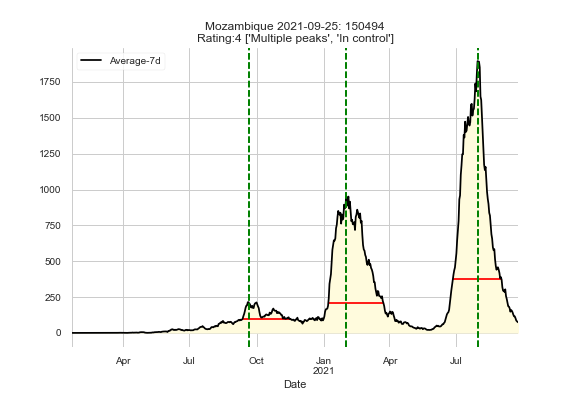 Mozambique 2021-09-25: 150494
Rating:4 ['Multiple peaks', 'In control']
Average-7d
1750
1500
1250
1000
750
500
250
0
Apr Jul Oct Jan Apr Jul
2021
Date